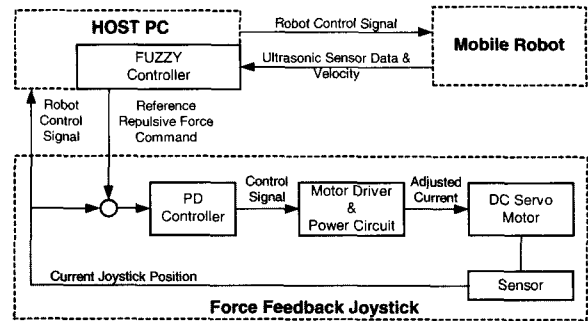 HOST PC
FUZZY
Controller
Robot Control Signal
Ultrasonic Sensor Data &
Velocity
Mobile Robot
Robot
Control
Signal
Reference
Repulsive Force
Command
PD
Controller
Control
Signal
Motor Driver
&
Power Circuit
Adjusted
Current
DC Servo
Motor
Current Joystick Position
Sensor
Force Feedback Joystick